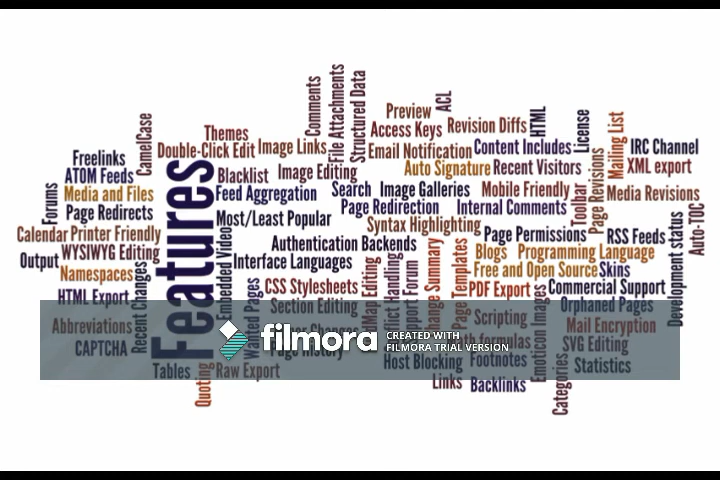 Comments
File Attachments
Structured Data
Preview
ACL
Access Keys
Revision Diffs
HTML
License
Mailing List
CamelCase
Themes
Double-Click Edit
Image Links
Email Notification
Content Includes
IRC Channel
Freelinks
ATOM Feeds
Blacklist
Image Editing
Auto Signature
Recent Visitors
Page Revisions
XML export
Forums
Media and Files
Features
Feed Aggregation
Search
Image Galleries
Mobile Friendly
Toolbar
Media Revisions
Page Redirects
Most/Least Popular
Page Redirection
Internal Comments
Auto-TOC
Calendar
Printer Friendly
Embedded Video
Syntax Highlighting
Page Permissions
RSS Feeds
Development status
WYSIWYG Editing
Authentication Backends
Blogs
Programming Language
Output
Namespaces
Recent Changes
Interface Languages
Change Summary
Page Templates
Free and Open Source
Skins
HTML Export
CSS Stylesheets
PDF Export
Commercial Support
Section Editing
Support Forum
Orphaned Pages
Abbreviations
Scripting
Emoticon Images
Mail Encryption
filmora
CREATED WITH
FILMORA TRIAL VERSION
CAPTCHA
Page History
SVG Editing
Host Blocking
Footnotes
Statistics
Tables
Quoting
Raw Export
Links
Backlinks
Categories